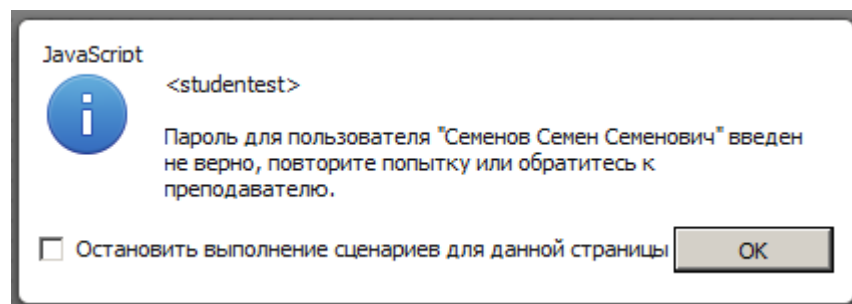 JavaScript
<studentest>
Пароль для пользователя "Семенов Семен Семенович" введен
не верно, повторите попытку или обратитесь к
преподавателю.
Остановить выполнение сценариев для данной страницы OK